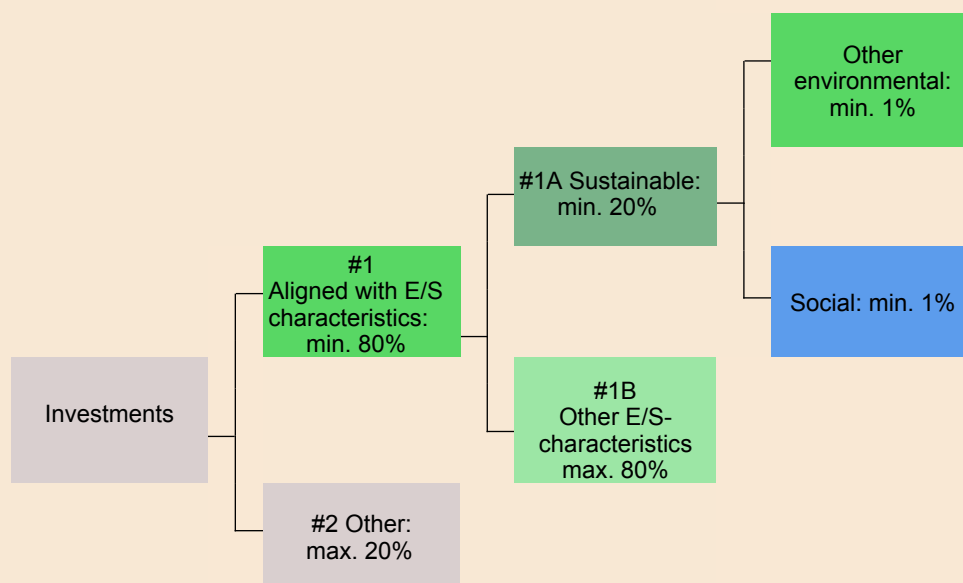 Investments
#1
Aligned with E/S
characteristics:
min. 80%
#2 Other:
max. 20%
#1A Sustainable:
min. 20%
#1B
Other E/S-
characteristics
max. 80%
Other
environmental:
min. 1%
Social: min. 1%